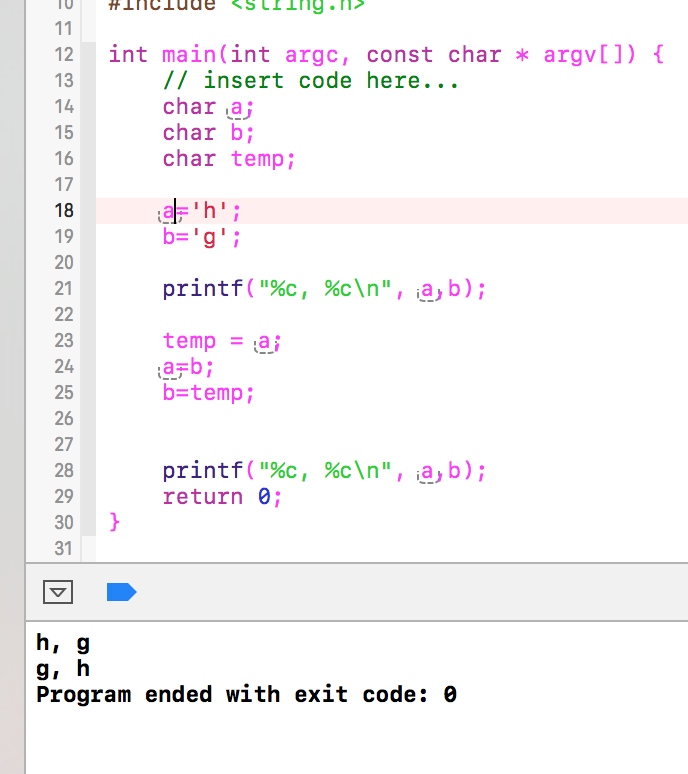 10 #include <string.h>
11
12 int main(int argc, const char * argv[]) {
13 // insert code here...
14 char a;
15 char b;
16 char temp;
17
18 a='h';
19 b='g';
20
21 printf("%c, %c\n", a,b);
22
23 temp = a;
24 a=b;
25 b=temp;
26
27
28 printf("%c, %c\n", a,b);
29 return 0;
30 }
31
h, g
g, h
Program ended with exit code: 0